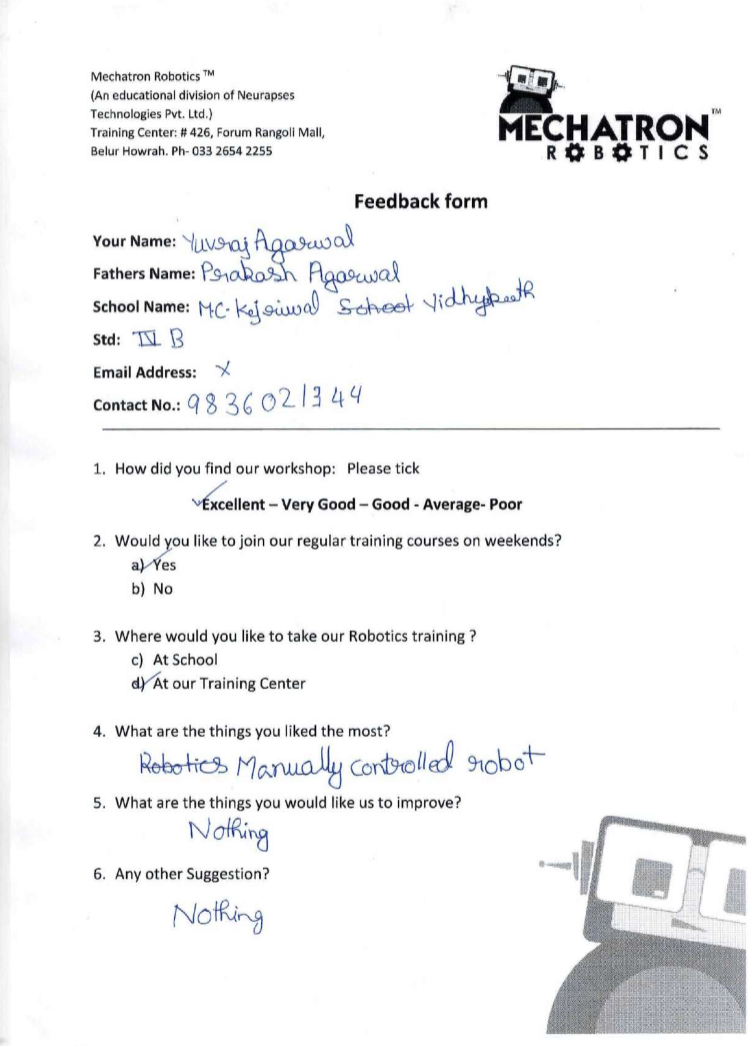 Mechatron Robotics ™
(An educational division of Neurapses
Technologies Pvt. Ltd.)
Training Center: # 426, Forum Rangoli Mall,
Belur Howrah. Ph- 033 2654 2255
MECHATRON™
ROBOTICS
Feedback form
Your Name: Yuvraj Agarwal
Fathers Name: Prakash Agarwal
School Name: MC. Kejriwal School Vidhypeeth
Std: IV B
Email Address: X
Contact No.: 9836021344
1. How did you find our workshop: Please tick
✓Excellent – Very Good – Good - Average- Poor
2. Would you like to join our regular training courses on weekends?
a)✓Yes
b) No
3. Where would you like to take our Robotics training ?
c) At School
d)✓At our Training Center
4. What are the things you liked the most?
Robotics Manually controlled robot
5. What are the things you would like us to improve?
Nothing
6. Any other Suggestion?
Nothing